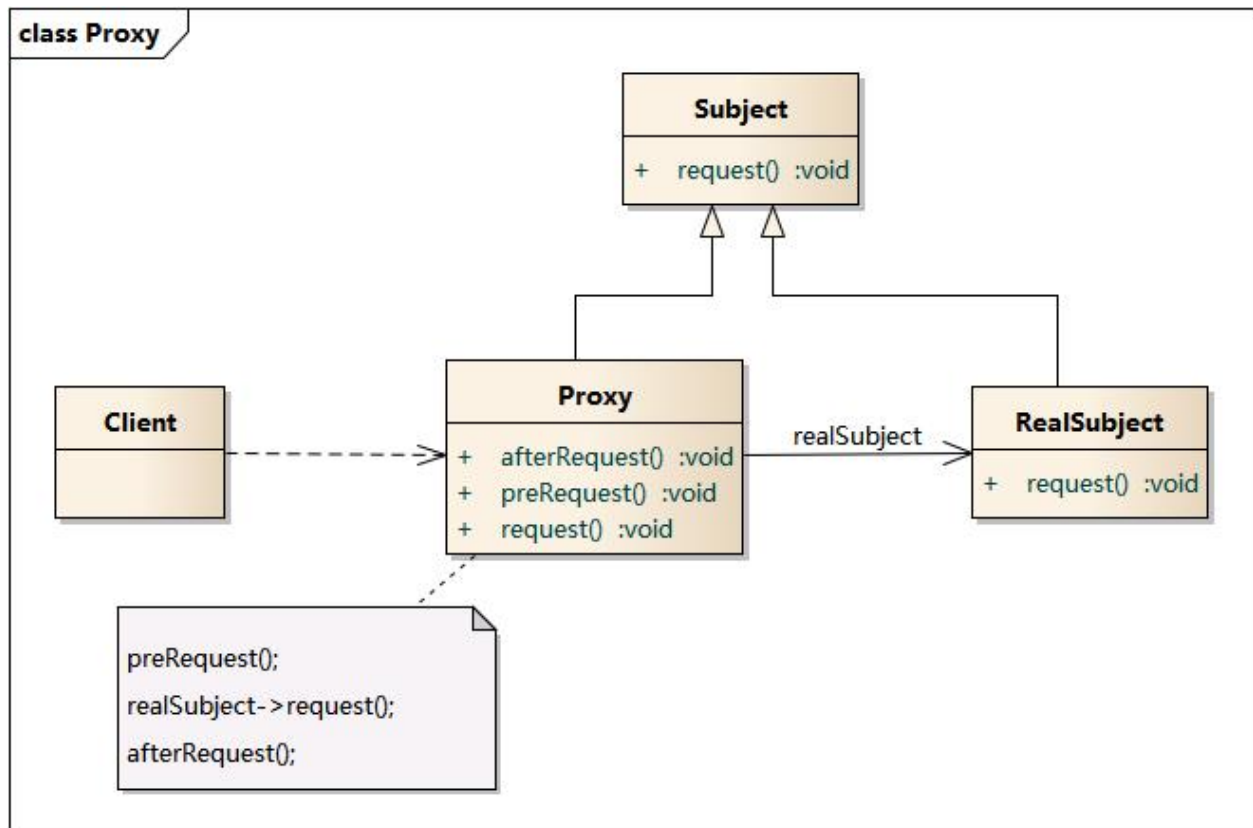 class Proxy
Subject
+ request() :void
Client
Proxy
+ afterRequest() :void
+ preRequest() :void
+ request() :void
realSubject
RealSubject
+ request() :void
preRequest();
realSubject->request();
afterRequest();